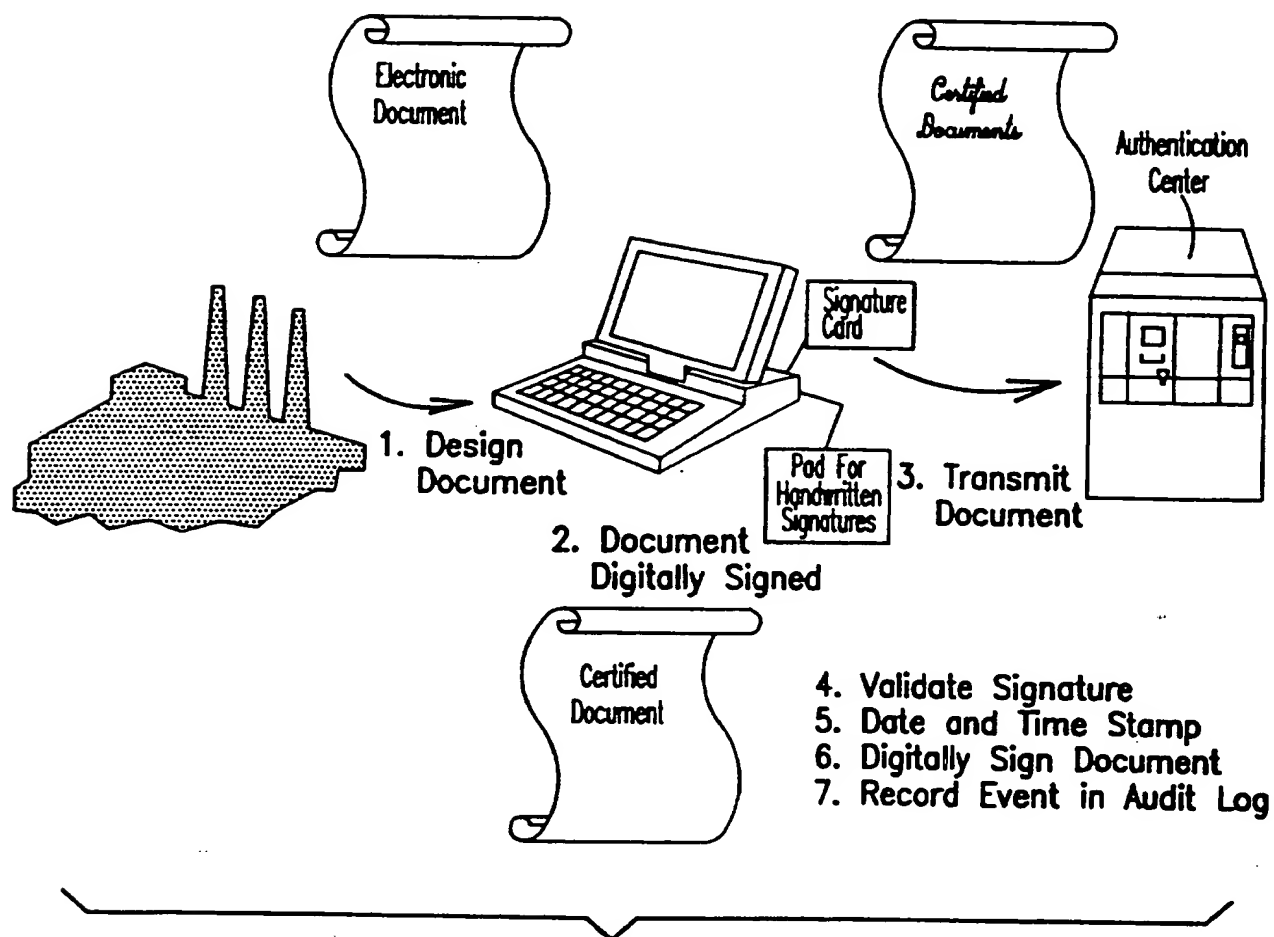 Electronic
Document
Certified
Documents
Authentication
Center
Signature
Card
1. Design
Document
Pad For
Handwritten
Signatures
3. Transmit
Document
2. Document
Digitally Signed
Certified
Document
4. Validate Signature
5. Date and Time Stamp
6. Digitally Sign Document
7. Record Event in Audit Log